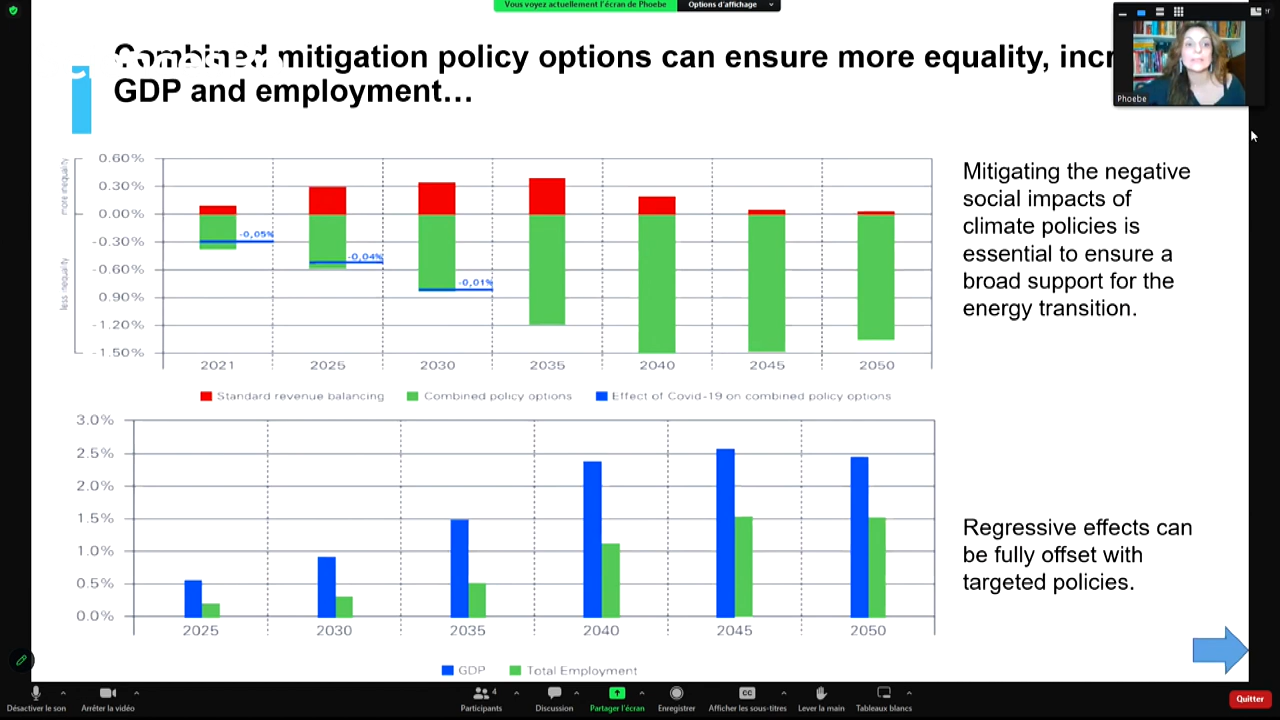 Vous voyez actuellement l'écran de Phoebe
Options d'affichage
Combined mitigation policy options can ensure more equality,
GDP and employment…
Phoebe
more inequality
less inequality
0.60%
0.30%
0.00%
-0.30%
-0.60%
0.90%
-1.20%
-1.50%
-0,05%
-0,04%
-0,01%
2021 2025 2030 2035 2040 2045 2050
Standard revenue balancing Combined policy options Effect of Covid-19 on combined policy options
Mitigating the negative
social impacts of
climate policies is
essential to ensure a
broad support for the
energy transition.
3.0%
2.5%
2.0%
1.5%
1.0%
0.5%
0.0%
2025 2030 2035 2040 2045 2050
GDP Total Employment
Regressive effects can
be fully offset with
targeted policies.
Désactiver le son
Arrêter la vidéo
4
Participants
Discussion
Partager l'écran
Enregistrer
CC
Afficher les sous-titres
Lever la main
Tableaux blancs
Quitter